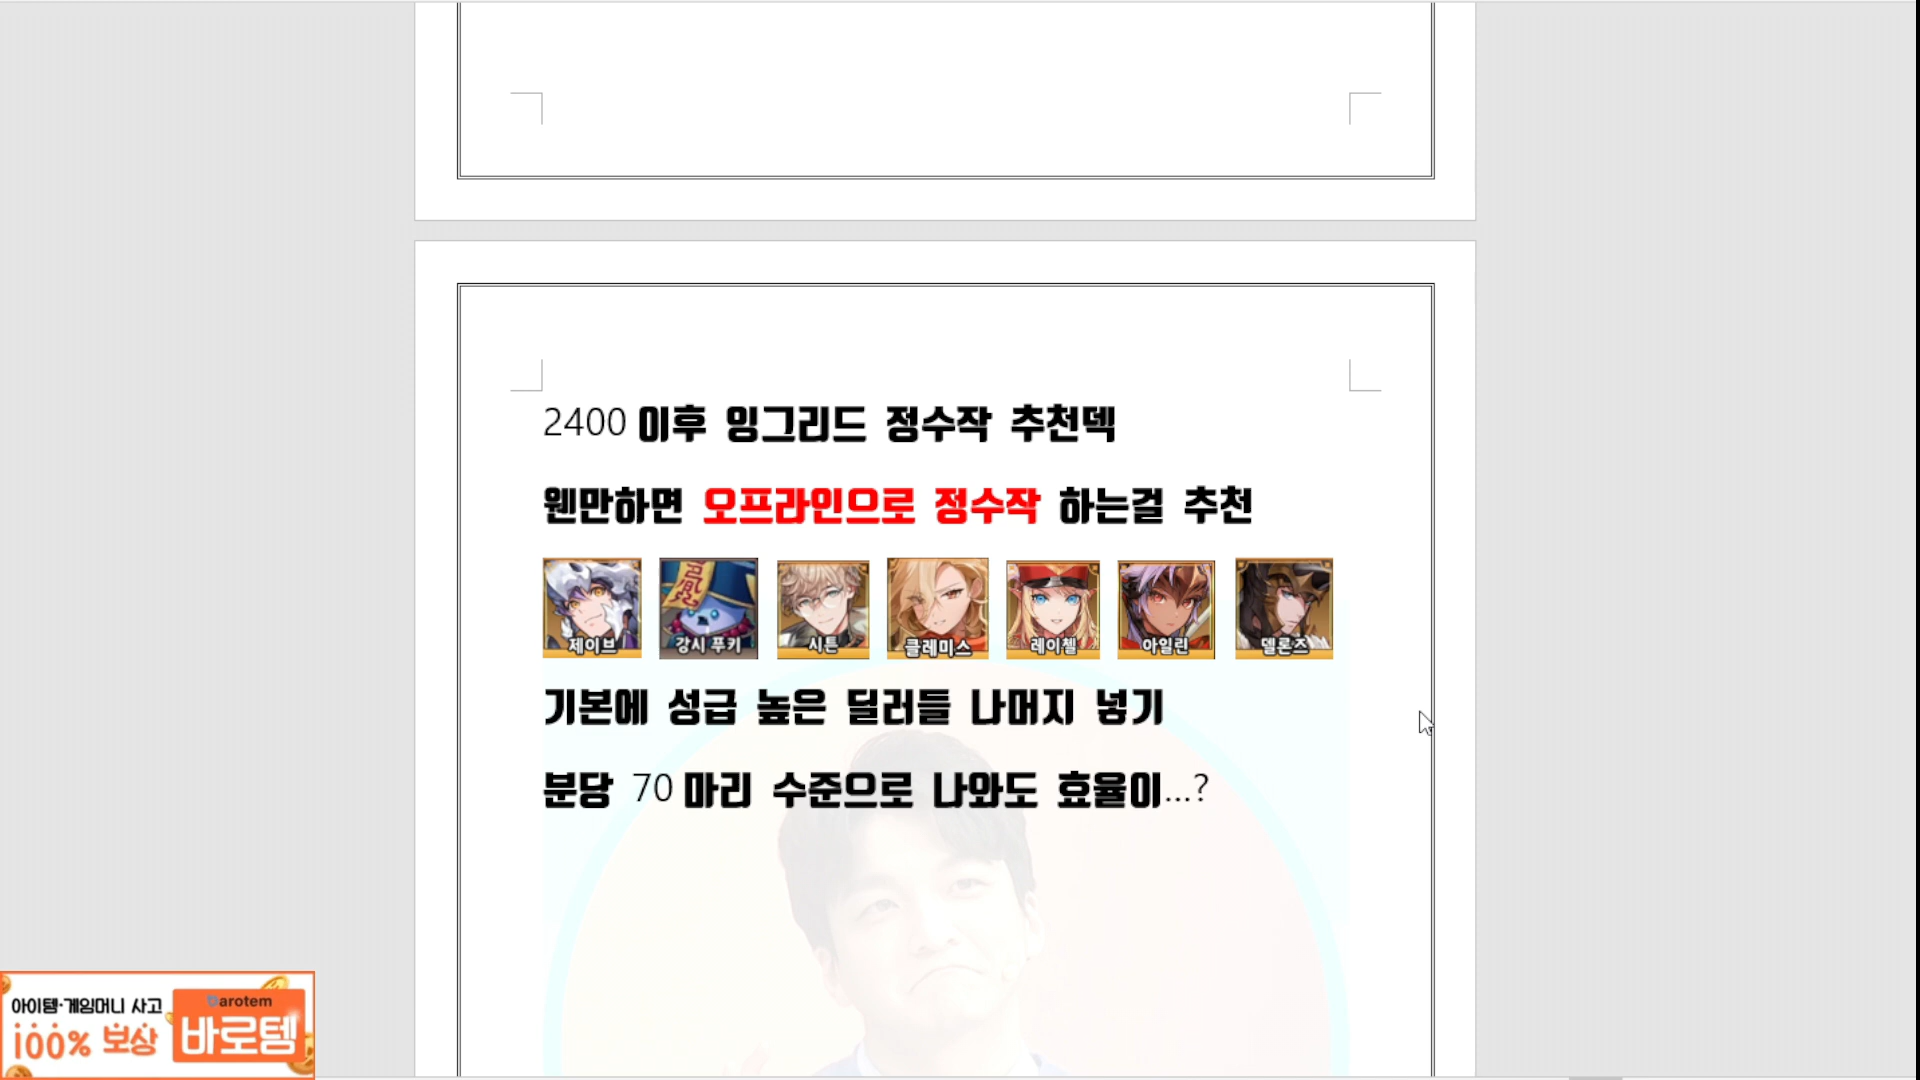 2400 이후 잉그리드 정수작 추천덱
웬만하면 오프라인으로 정수작 하는걸 추천
제이브 강시 푸키 시튼 클레미스 레이첼 아일린 델론즈
기본에 성급 높은 딜러들 나머지 넣기
분당 70 마리 수준으로 나와도 효율이...?
아이템·게임머니 사고
100% 보상
barotem
바로템